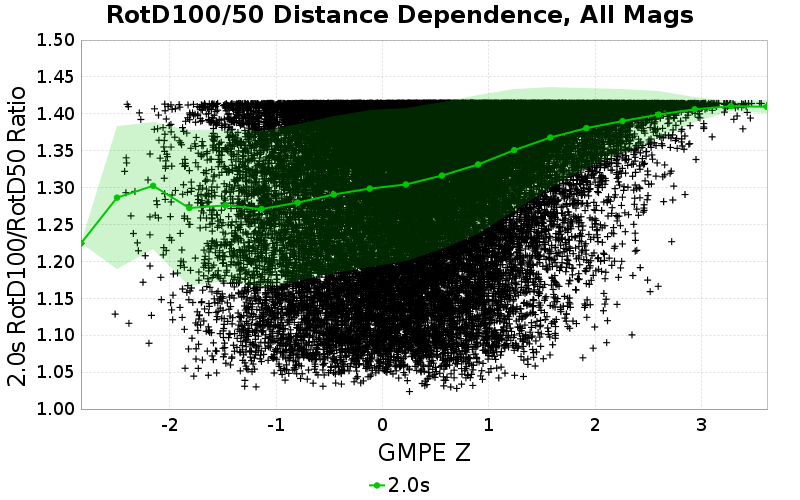 RotD100/50 Distance Dependence, All Mags
2.0s RotD100/RotD50 Ratio
1.50
1.45
1.40
1.35
1.30
1.25
1.20
1.15
1.10
1.05
1.00
-2 -1 0 1 2 3
GMPE Z
2.0s